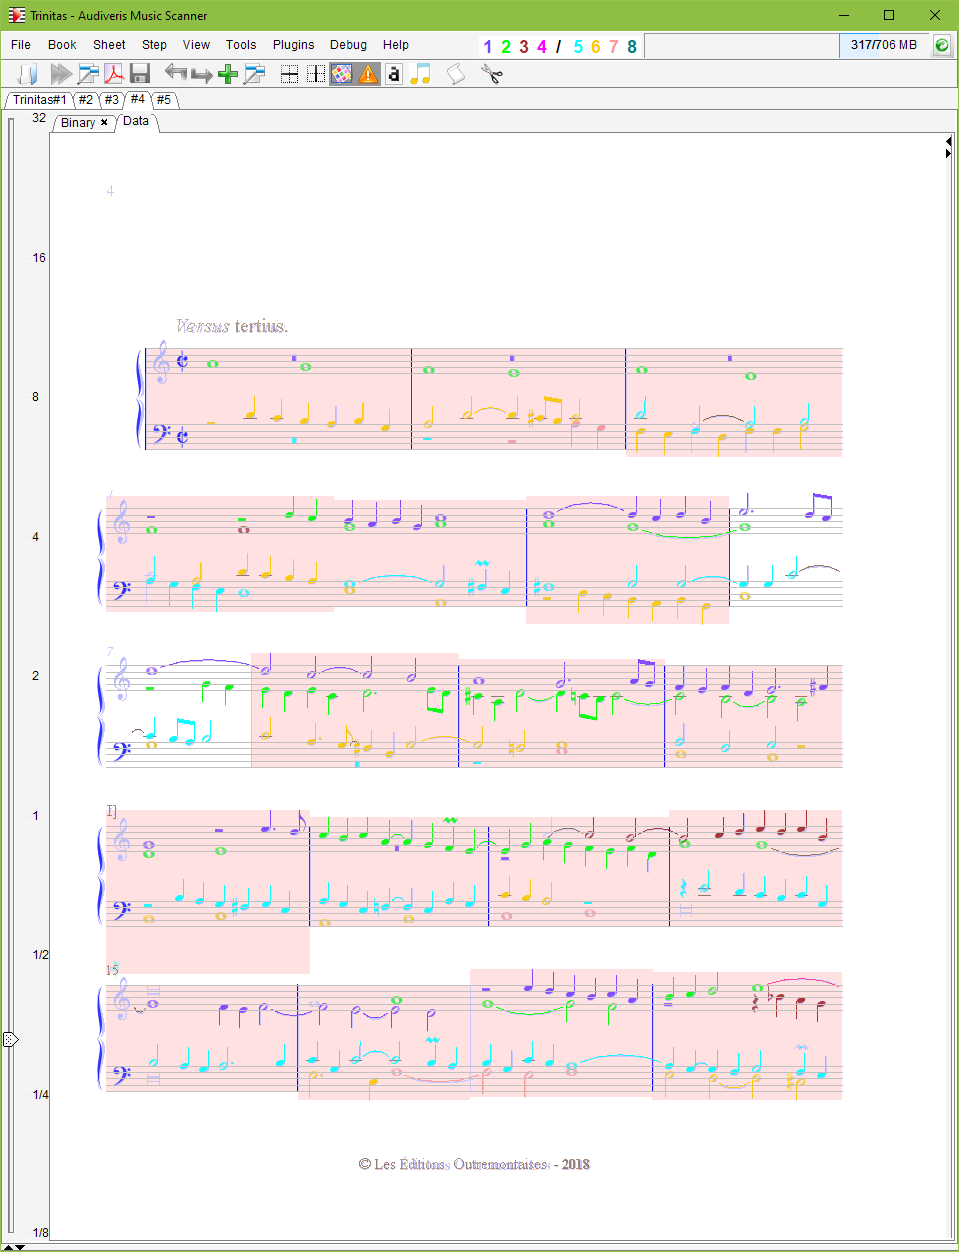 Trinitas - Audiveris Music Scanner
File Book Sheet Step View Tools Plugins Debug Help
1 2 3 4 / 5 6 7 8
317/706 MB
a
Trinitas#1 #2 #3 #4 #5
32
Binary × Data
4
16
Versus tertius.
8
4
7
2
1
1/2
15
1/4
© Les Éditions Outremontaises - 2018
1/8